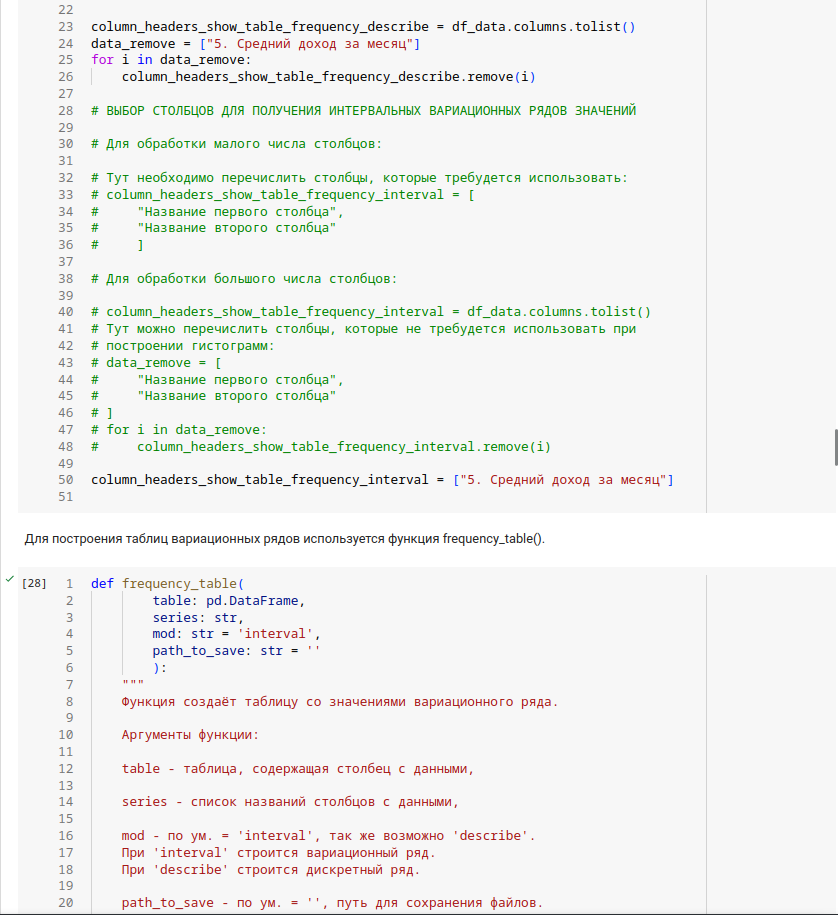 22
23 column_headers_show_table_frequency_describe = df_data.columns.tolist()
24 data_remove = ["5. Средний доход за месяц"]
25 for i in data_remove:
26     column_headers_show_table_frequency_describe.remove(i)
27
28 # ВЫБОР СТОЛБЦОВ ДЛЯ ПОЛУЧЕНИЯ ИНТЕРВАЛЬНЫХ ВАРИАЦИОННЫХ РЯДОВ ЗНАЧЕНИЙ
29
30 # Для обработки малого числа столбцов:
31
32 # Тут необходимо перечислить столбцы, которые требуется использовать:
33 # column_headers_show_table_frequency_interval = [
34 #     "Название первого столбца",
35 #     "Название второго столбца"
36 #     ]
37
38 # Для обработки большого числа столбцов:
39
40 # column_headers_show_table_frequency_interval = df_data.columns.tolist()
41 # Тут можно перечислить столбцы, которые не требуется использовать при
42 # построении гистограмм:
43 # data_remove = [
44 #     "Название первого столбца",
45 #     "Название второго столбца"
46 # ]
47 # for i in data_remove:
48 #     column_headers_show_table_frequency_interval.remove(i)
49
50 column_headers_show_table_frequency_interval = ["5. Средний доход за месяц"]
51
Для построения таблиц вариационных рядов используется функция frequency_table().
[28] 1 def frequency_table(
2         table: pd.DataFrame,
3         series: str,
4         mod: str = 'interval',
5         path_to_save: str = ''
6         ):
7     """
8     Функция создаёт таблицу со значениями вариационного ряда.
9
10     Аргументы функции:
11
12     table - таблица, содержащая столбец с данными,
13
14     series - список названий столбцов с данными,
15
16     mod - по ум. = 'interval', так же возможно 'describe'.
17     При 'interval' строится вариационный ряд.
18     При 'describe' строится дискретный ряд.
19
20     path_to_save - по ум. = '', путь для сохранения файлов.